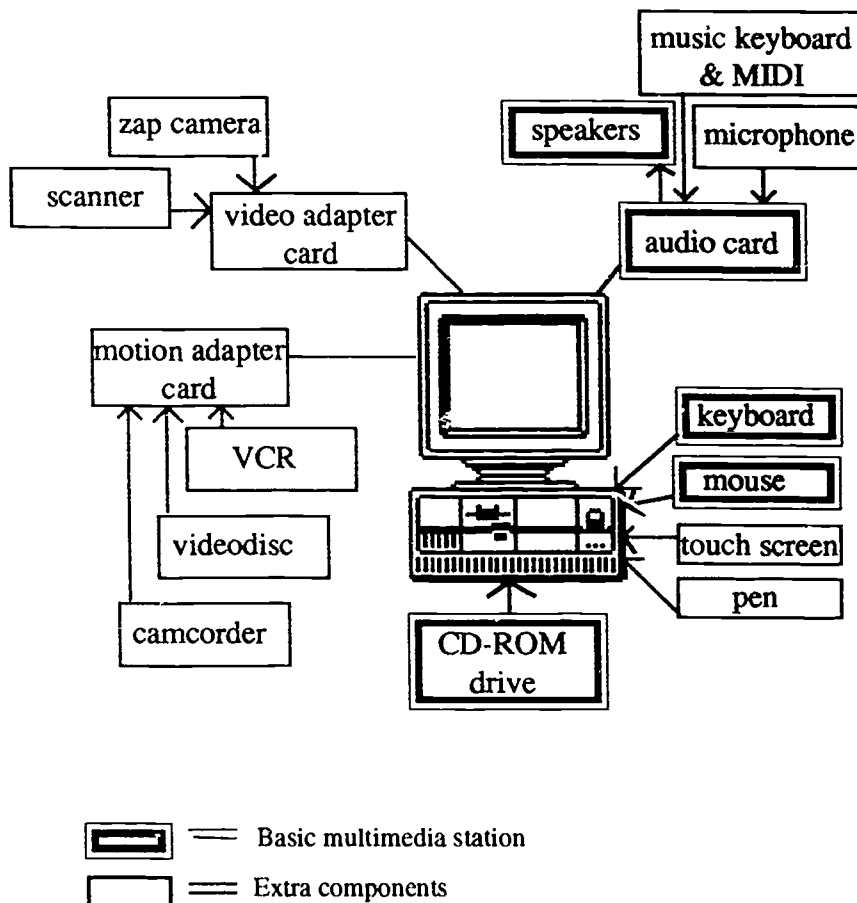 music keyboard
& MIDI
zap camera
speakers
microphone
scanner
video adapter
card
audio card
motion adapter
card
keyboard
VCR
mouse
videodisc
touch screen
pen
camcorder
CD-ROM
drive
= Basic multimedia station
= Extra components